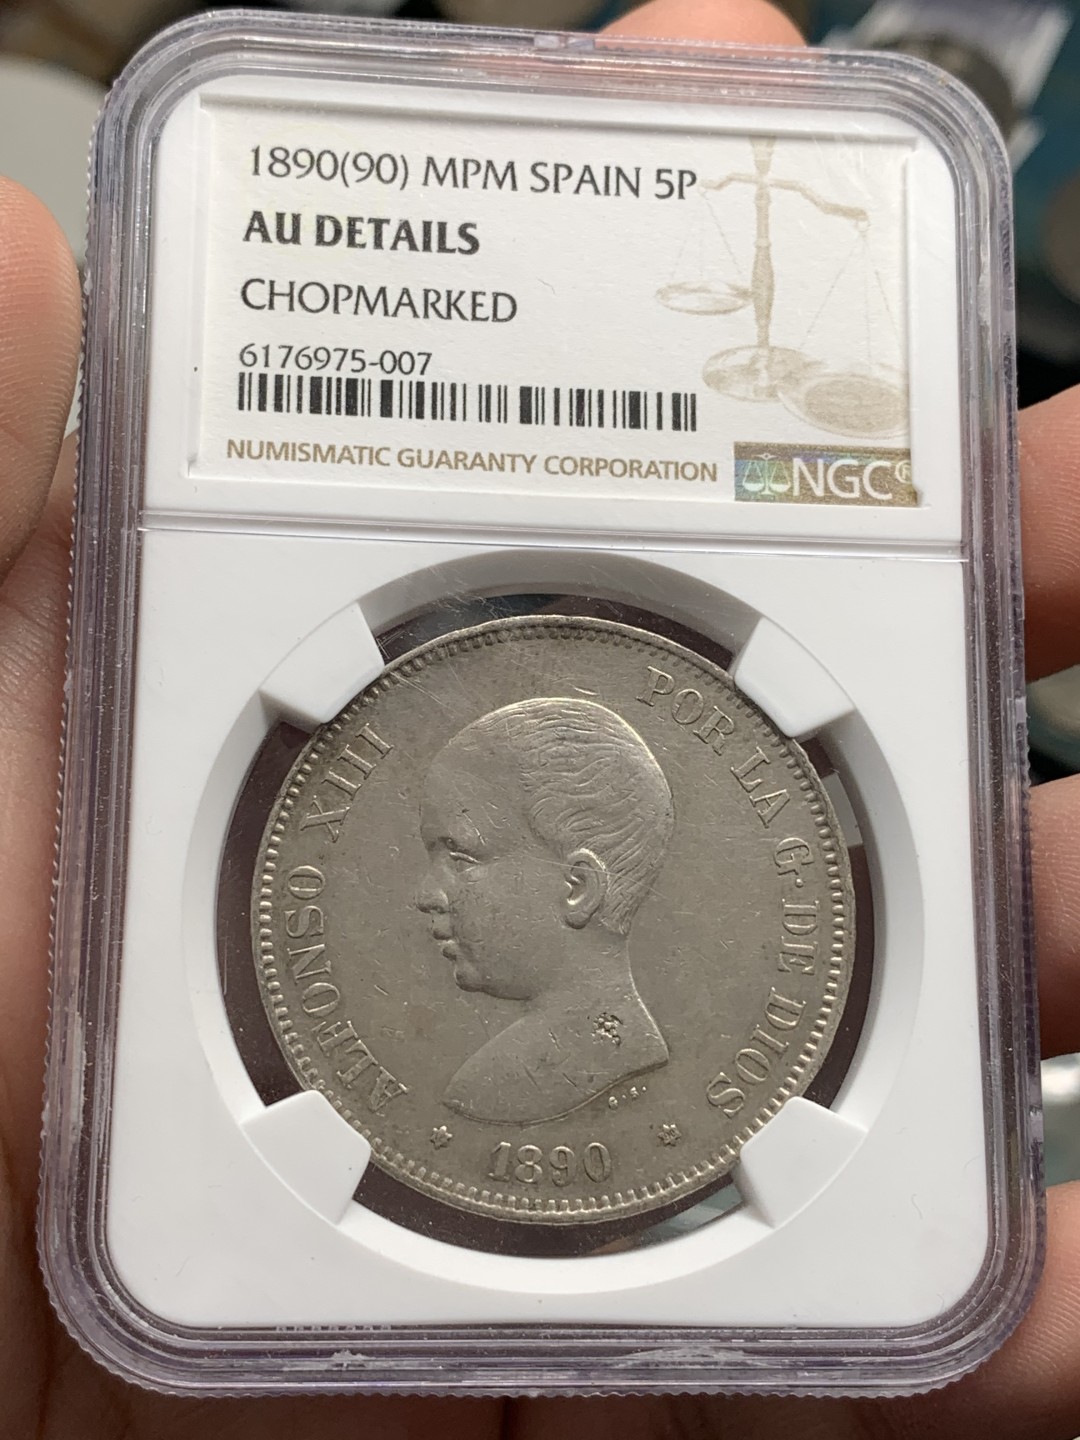 1890(90) MPM SPAIN 5P
AU DETAILS
CHOPMARKED
6176975-007
NUMISMATIC GUARANTY CORPORATION
NGC®
ALFONSO XIII POR LA Gr. DE DIOS
G.S.
* 1890 *